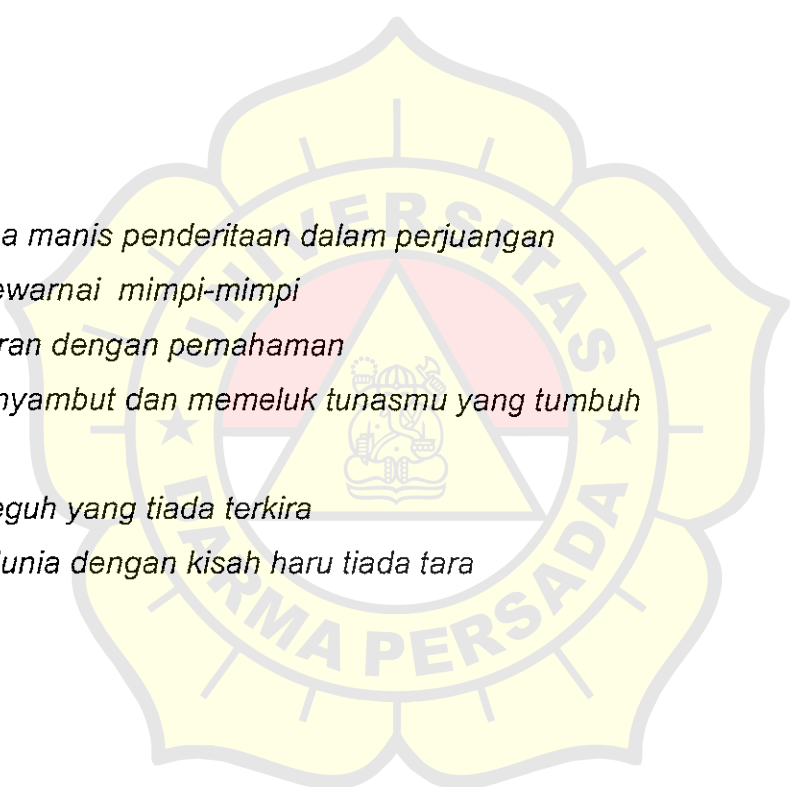 a manis penderitaan dalam perjuangan
ewarnai mimpi-mimpi
ran dengan pemahaman
nyambut dan memeluk tunasmu yang tumbuh
eguh yang tiada terkira
unia dengan kisah haru tiada tara
UNIVERSITAS
DARMA PERSADA